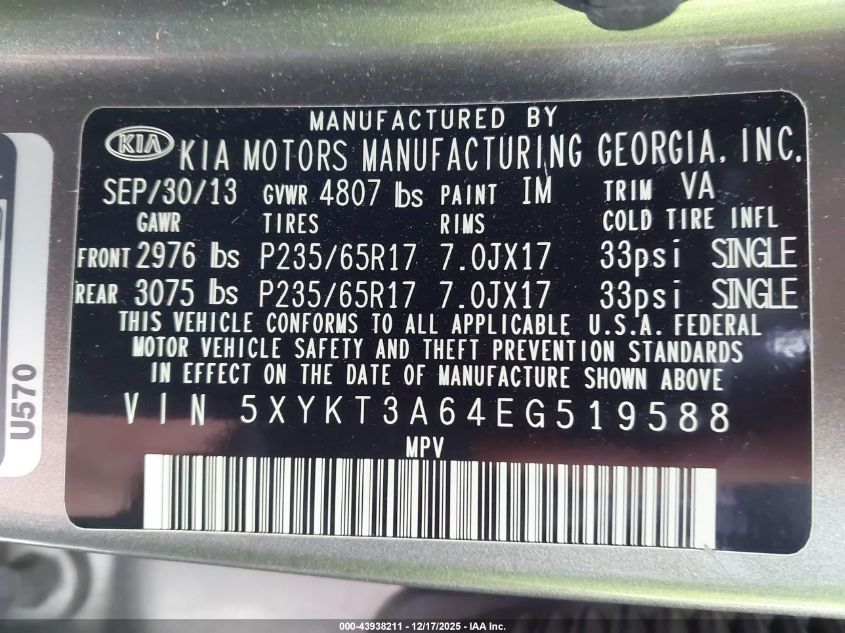 MANUFACTURED BY
KIA KIA MOTORS MANUFACTURING GEORGIA, INC.
SEP/30/13 GVWR 4807 lbs PAINT IM TRIM VA
GAWR TIRES RIMS COLD TIRE INFL
FRONT 2976 lbs P235/65R17 7.0JX17 33psi SINGLE
REAR 3075 lbs P235/65R17 7.0JX17 33psi SINGLE
THIS VEHICLE CONFORMS TO ALL APPLICABLE U.S.A. FEDERAL
MOTOR VEHICLE SAFETY AND THEFT PREVENTION STANDARDS
IN EFFECT ON THE DATE OF MANUFACTURE SHOWN ABOVE
VIN 5XYKT3A64EG519588
MPV
U570
000-43938211 - 12/17/2025 - IAA Inc.